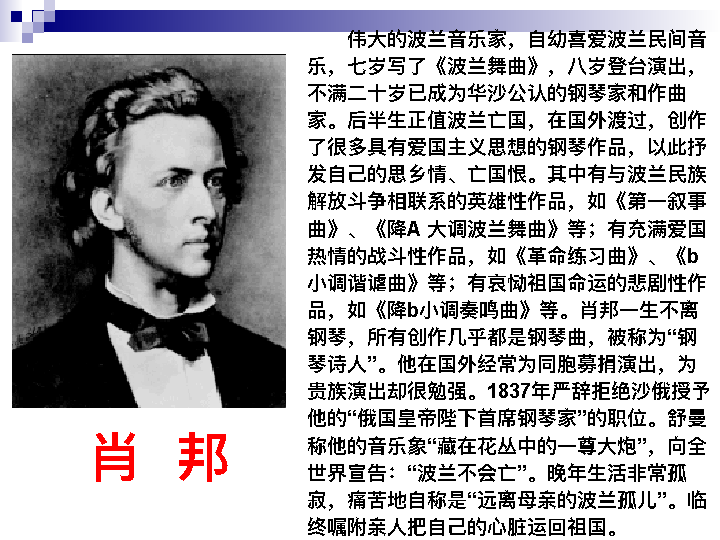 伟大的波兰音乐家，自幼喜爱波兰民间音
乐，七岁写了《波兰舞曲》，八岁登台演出，
不满二十岁已成为华沙公认的钢琴家和作曲
家。后半生正值波兰亡国，在国外渡过，创作
了很多具有爱国主义思想的钢琴作品，以此抒
发自己的思乡情、亡国恨。其中有与波兰民族
解放斗争相联系的英雄性作品，如《第一叙事
曲》、《降A 大调波兰舞曲》等；有充满爱国
热情的战斗性作品，如《革命练习曲》、《b
小调谐谑曲》等；有哀恸祖国命运的悲剧性作
品，如《降b小调奏鸣曲》等。肖邦一生不离
钢琴，所有创作几乎都是钢琴曲，被称为“钢
琴诗人”。他在国外经常为同胞募捐演出，为
贵族演出却很勉强。1837年严辞拒绝沙俄授予
他的“俄国皇帝陛下首席钢琴家”的职位。舒曼
称他的音乐象“藏在花丛中的一尊大炮”，向全
世界宣告：“波兰不会亡”。晚年生活非常孤
寂，痛苦地自称是“远离母亲的波兰孤儿”。临
终嘱附亲人把自己的心脏运回祖国。
肖 邦